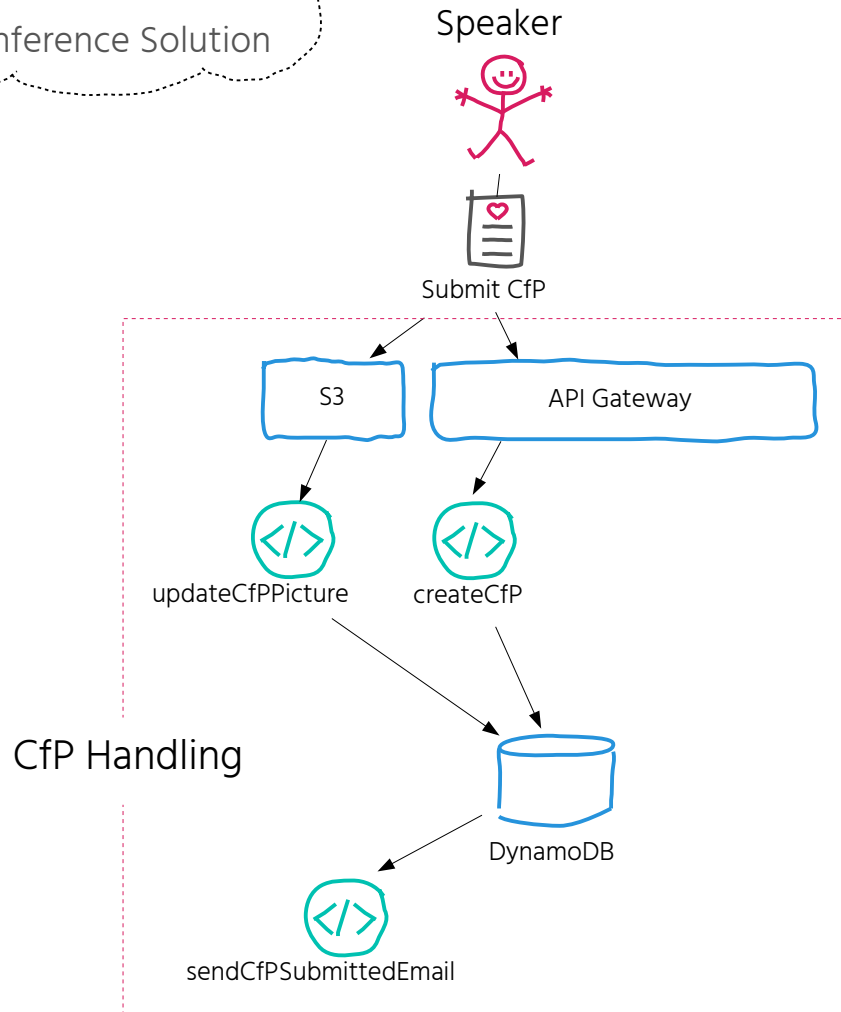 Speaker
nference Solution
Submit CfP
S3
API Gateway
updateCfPPicture
createCfP
CfP Handling
DynamoDB
sendCfPSubmittedEmail